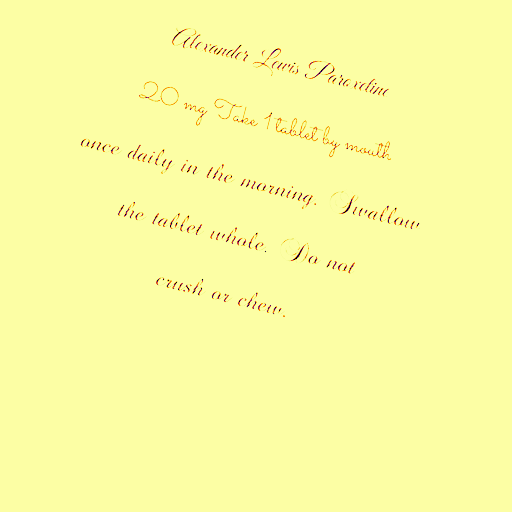 Alexander Lewis Paroxetine
20 mg Take 1 tablet by mouth
once daily in the morning. Swallow
the tablet whole. Do not
crush or chew.